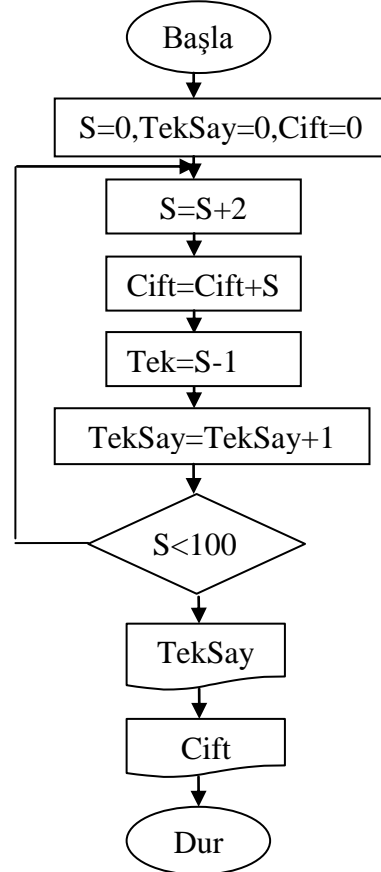 Başla
S=0,TekSay=0,Cift=0
S=S+2
Cift=Cift+S
Tek=S-1
TekSay=TekSay+1
S<100
TekSay
Cift
Dur